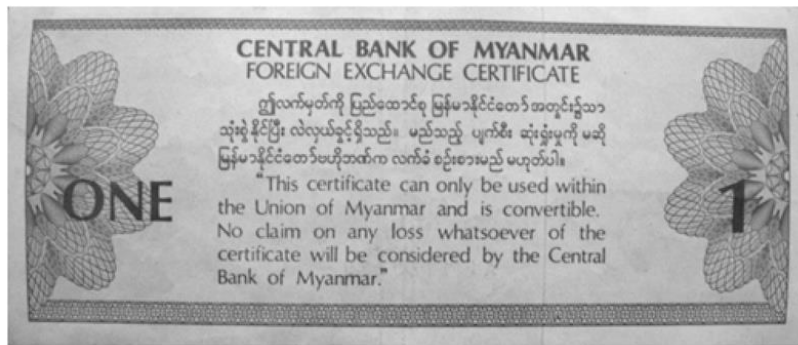 CENTRAL BANK OF MYANMAR
FOREIGN EXCHANGE CERTIFICATE
ဤလက်မှတ်ကို ပြည်ထောင်စု မြန်မာနိုင်ငံတော် အတွင်း၌သာ
သုံးစွဲနိုင်ပြီး လဲလှယ်ခွင့်ရှိသည်။ မည်သည့် ပျက်စီး ဆုံးရှုံးမှုကို မဆို
မြန်မာနိုင်ငံတော်ဗဟိုဘဏ်က လက်ခံ စဉ်းစားမည် မဟုတ်ပါ။
"This certificate can only be used within
the Union of Myanmar and is convertible.
No claim on any loss whatsoever of the
certificate will be considered by the Central
Bank of Myanmar."
ONE
1